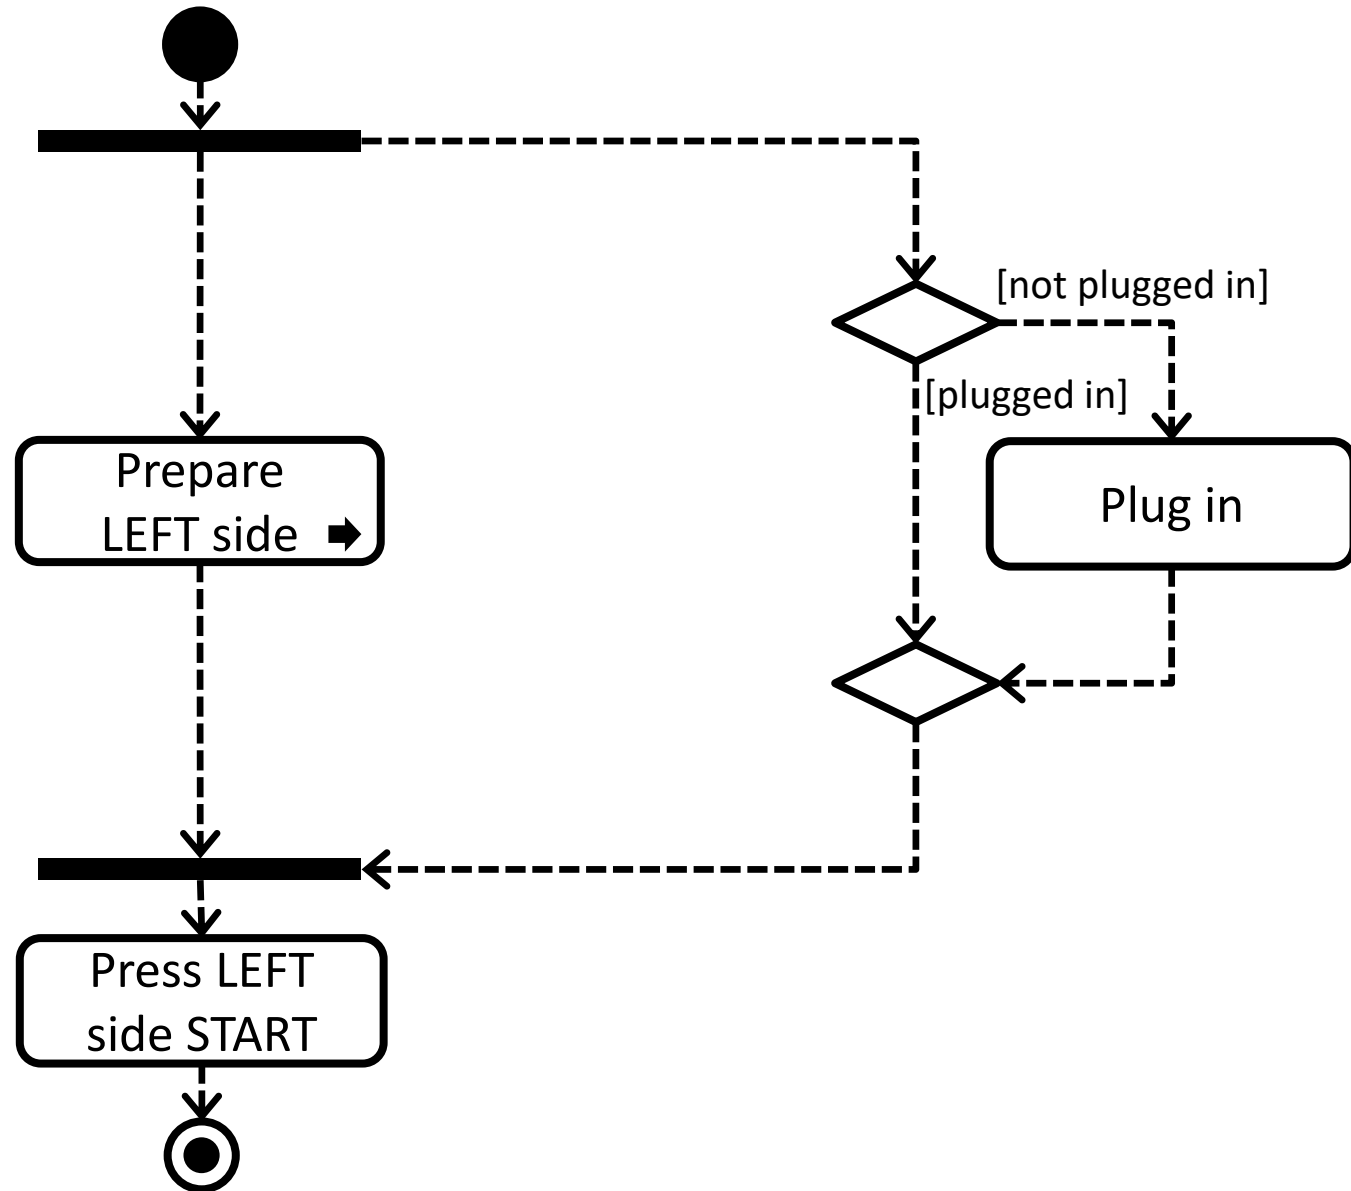 [not plugged in]
[plugged in]
Prepare
LEFT side
Plug in
Press LEFT
side START